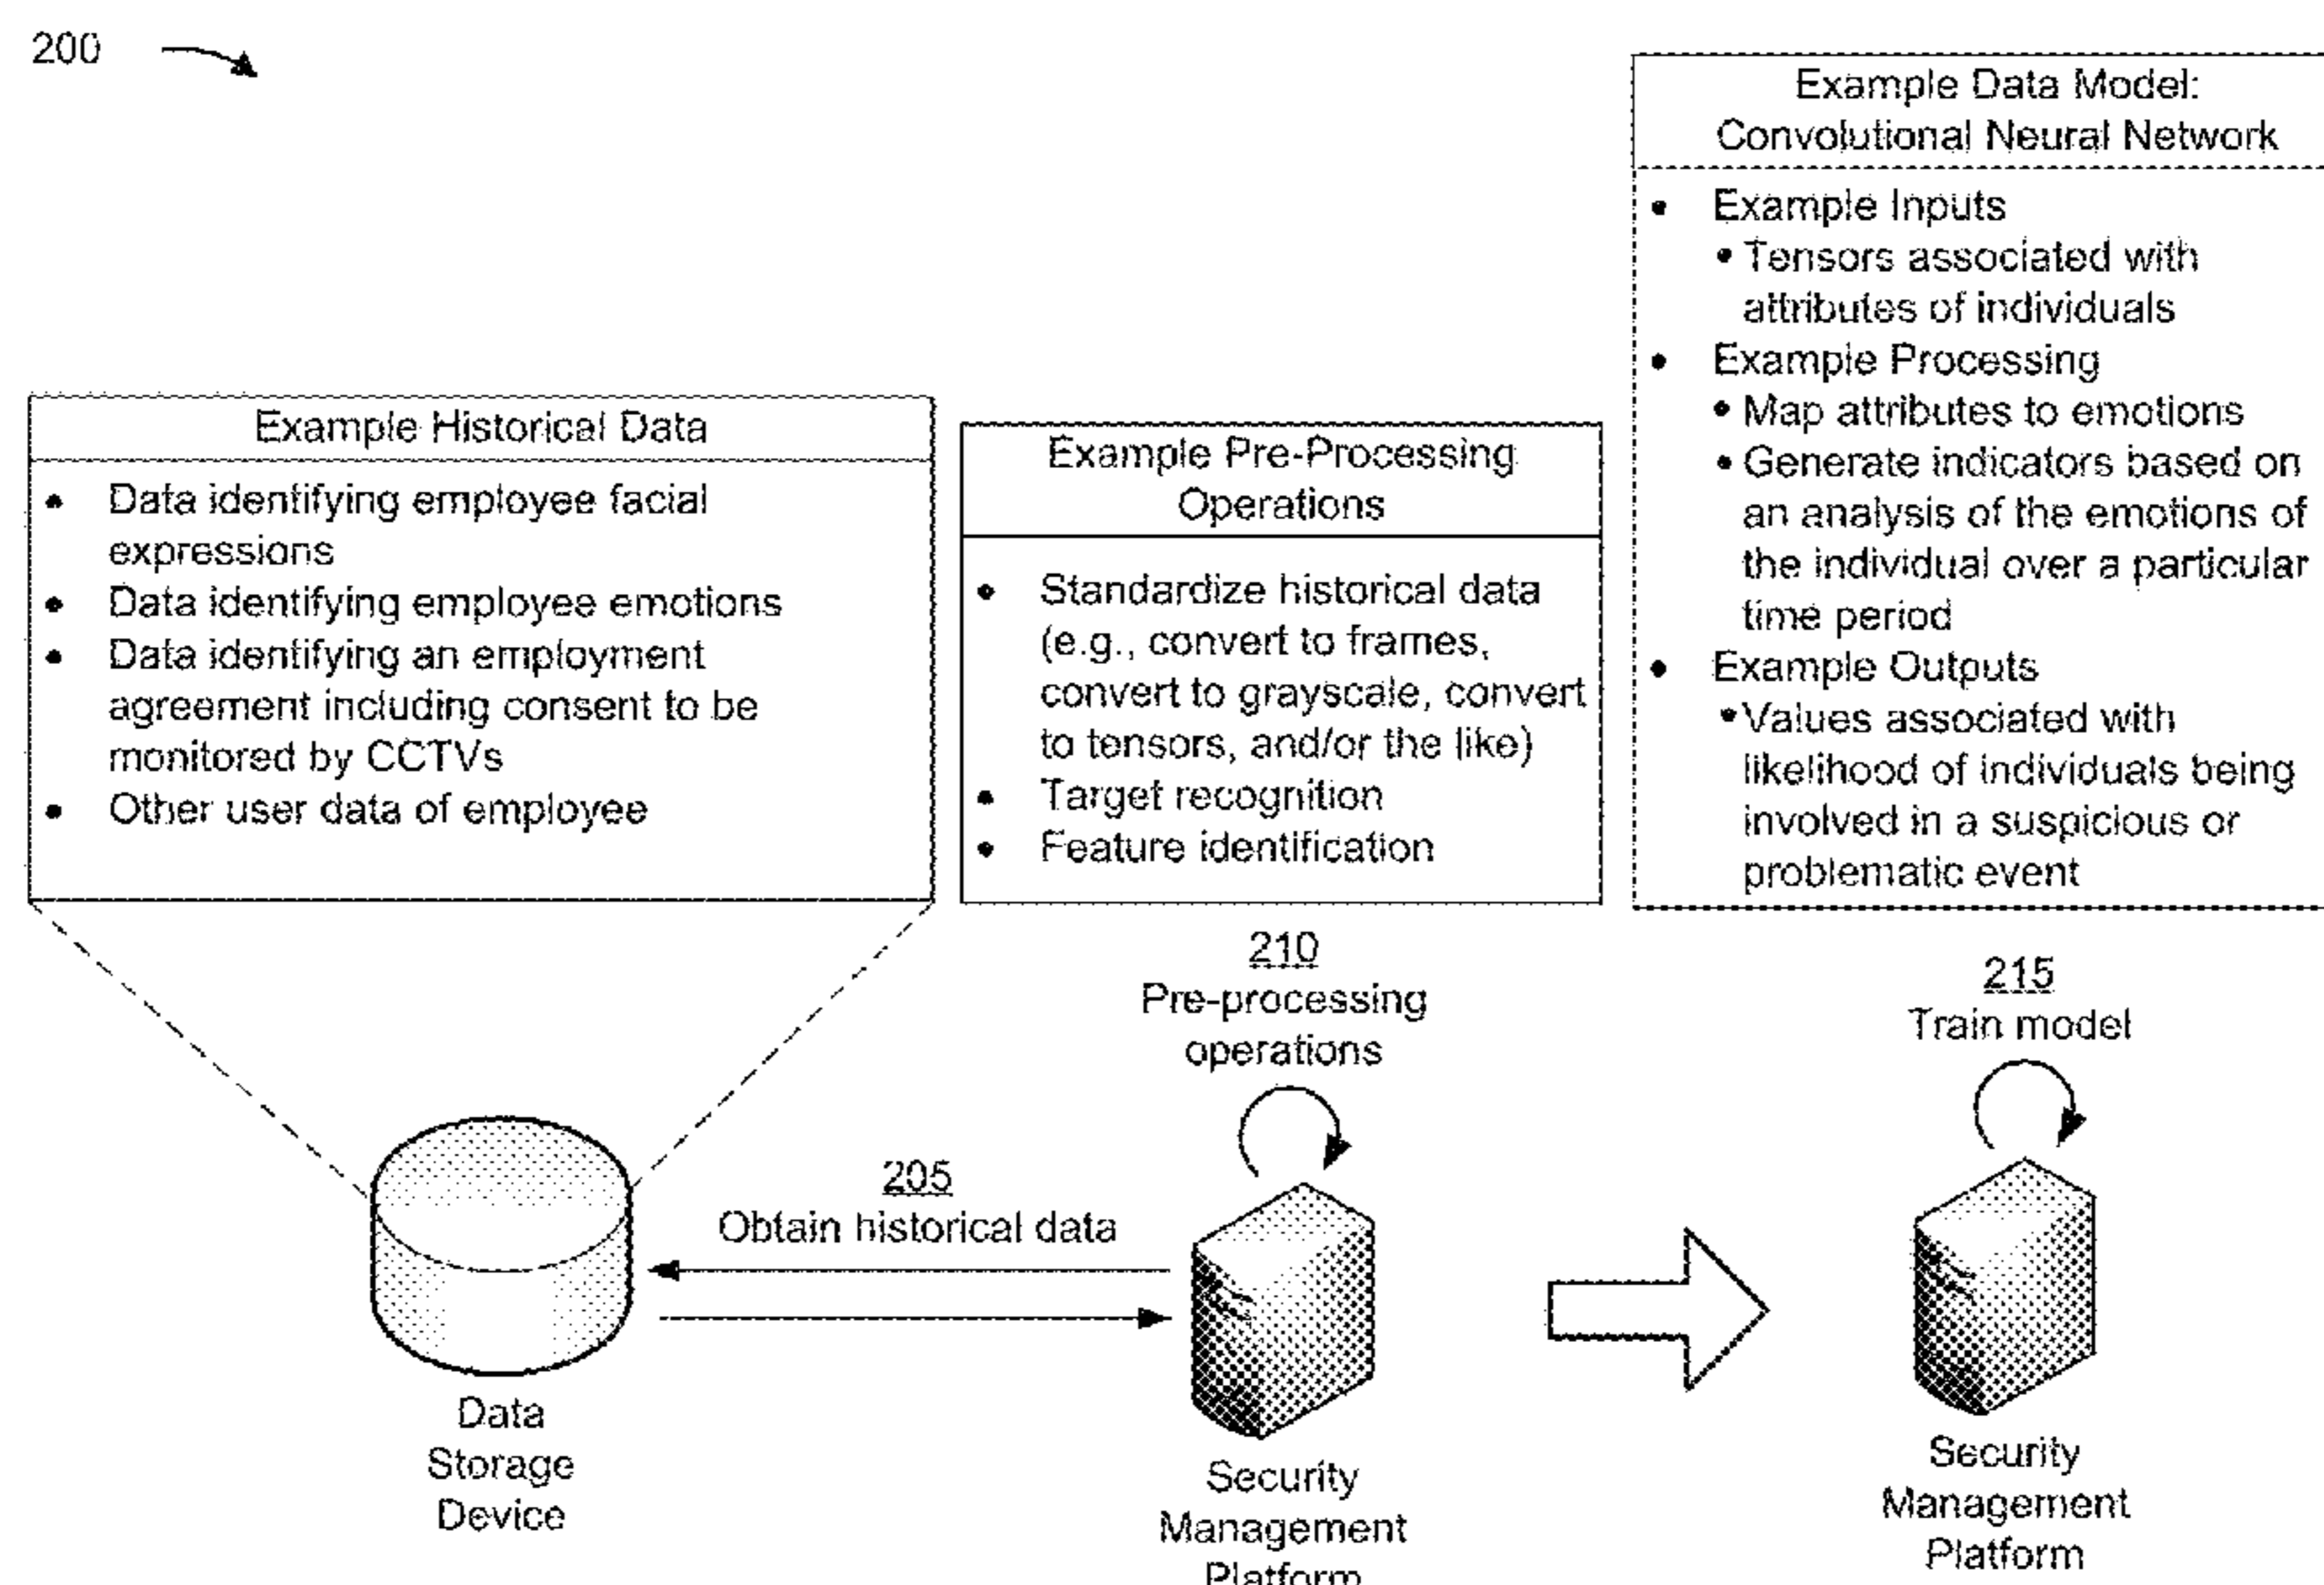 200
Example Historical Data
• Data identifying employee facial
expressions
• Data identifying employee emotions
• Data identifying an employment
agreement including consent to be
monitored by CCTVs
• Other user data of employee
Example Pre-Processing
Operations
• Standardize historical data
(e.g., convert to frames,
convert to grayscale, convert
to tensors, and/or the like)
• Target recognition
• Feature identification
Example Data Model:
Convolutional Neural Network
• Example Inputs
• Tensors associated with
attributes of individuals
• Example Processing
• Map attributes to emotions
• Generate indicators based on
an analysis of the emotions of
the individual over a particular
time period
• Example Outputs
• Values associated with
likelihood of individuals being
involved in a suspicious or
problematic event
210
Pre-processing
operations
215
Train model
205
Obtain historical data
Data
Storage
Device
Security
Management
Platform
Security
Management
Platform